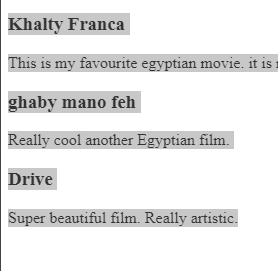 Khalty Franca
This is my favourite egyptian movie. it is
ghaby mano feh
Really cool another Egyptian film.
Drive
Super beautiful film. Really artistic.